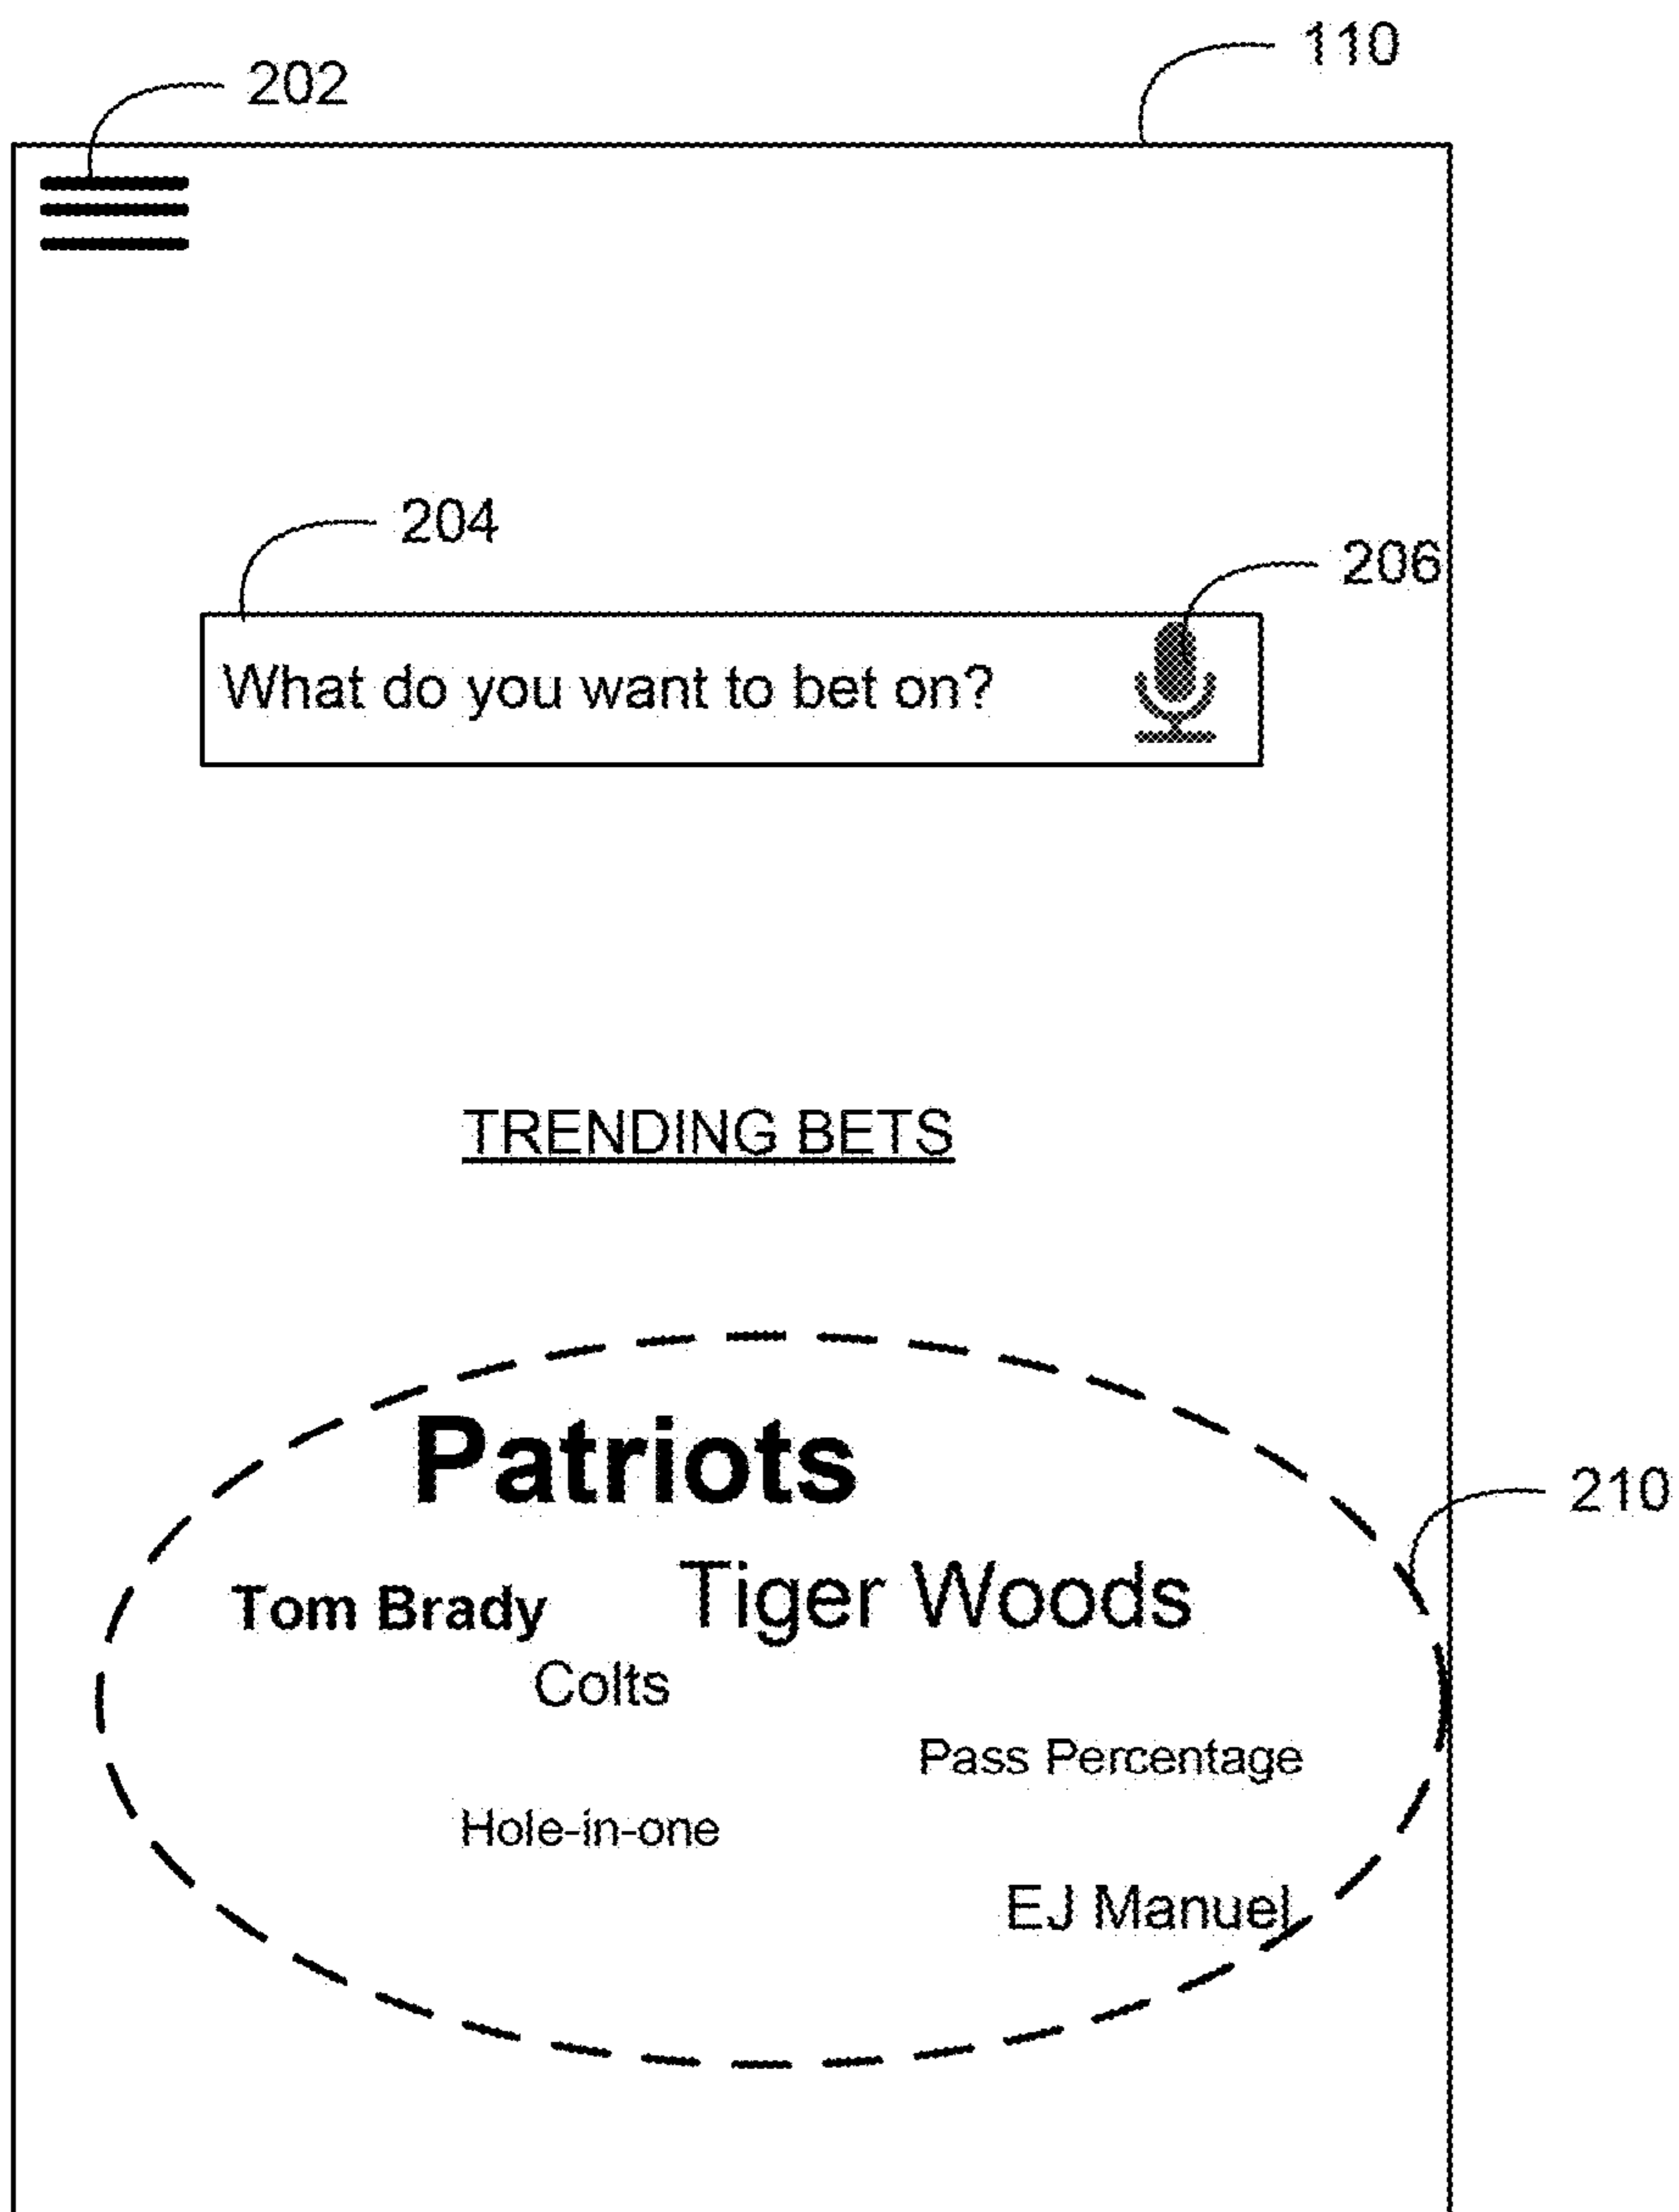 110
202
204
206
What do you want to bet on?
TRENDING BETS
Patriots
210
Tiger Woods
Tom Brady
Colts
Pass Percentage
Hole-in-one
EJ Manuel